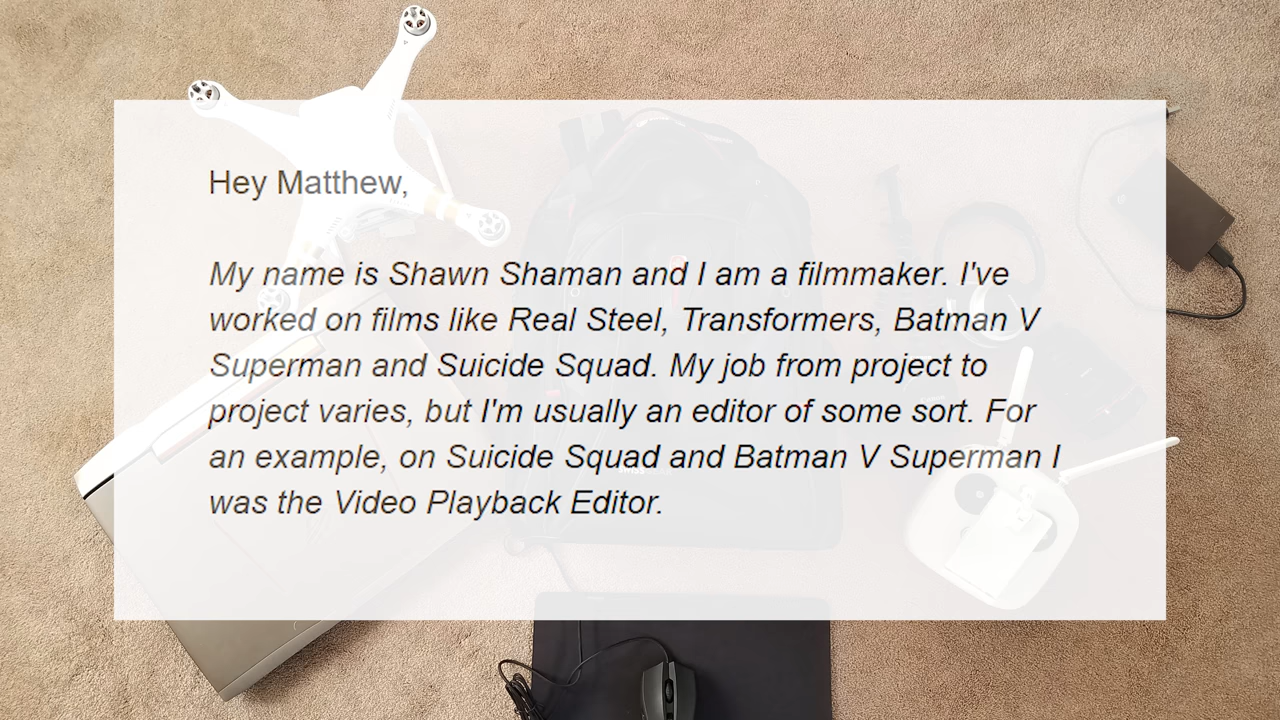 Hey Matthew,
My name is Shawn Shaman and I am a filmmaker. I've
worked on films like Real Steel, Transformers, Batman V
Superman and Suicide Squad. My job from project to
project varies, but I'm usually an editor of some sort. For
an example, on Suicide Squad and Batman V Superman I
was the Video Playback Editor.